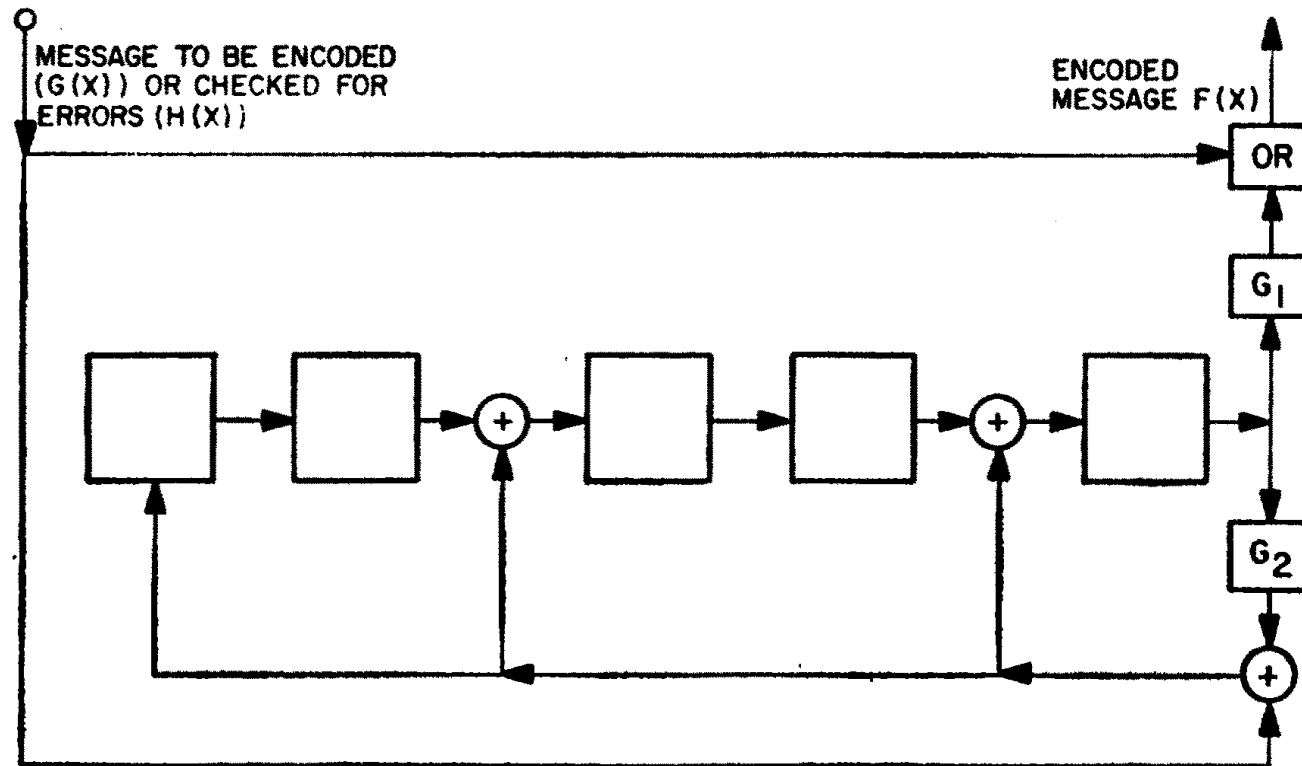 MESSAGE TO BE ENCODED
(G(X)) OR CHECKED FOR
ERRORS (H(X))
ENCODED
MESSAGE F(X)
OR
G1
+
+
G2
+